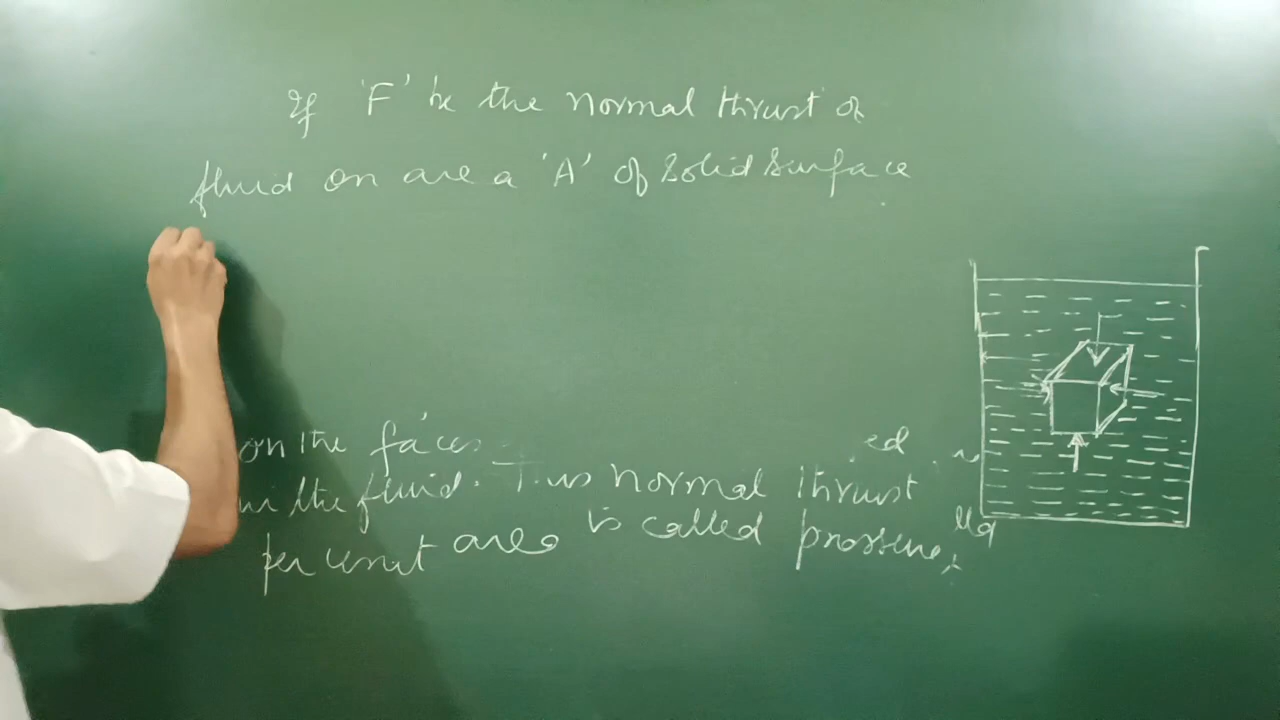 If 'F' be the normal thrust of
fluid on area 'A' of Solid Surface
on the faces ed
in the fluid. normal thrust
per unit area is called pressure